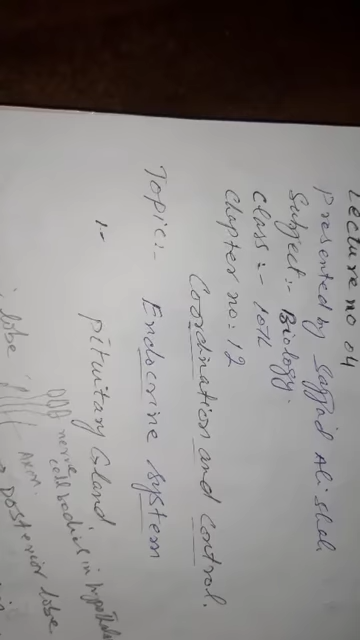 Lecture no 04
Presented by Sajjad Ali Shah
Subject:- Biology.
Class:- 10th
Chapter no: 12
Coordination and Control.
Topic:- Endocrine System
1- Pituitary Gland
nerve
cell bodies in
lobe
Axon.
Posterior lobe